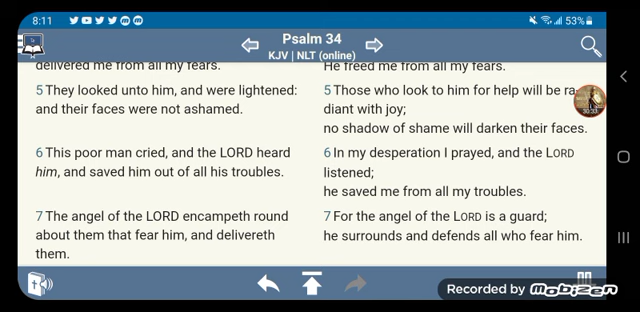 8:11 53%
Psalm 34
KJV | NLT (online)
delivered me from all my fears.
He freed me from all my fears.
5 They looked unto him, and were lightened:
and their faces were not ashamed.
5 Those who look to him for help will be ra-
diant with joy;
no shadow of shame will darken their faces.
30:33
6 This poor man cried, and the LORD heard
him, and saved him out of all his troubles.
6 In my desperation I prayed, and the LORD
listened;
he saved me from all my troubles.
7 The angel of the LORD encampeth round
about them that fear him, and delivereth
them.
7 For the angel of the LORD is a guard;
he surrounds and defends all who fear him.
Recorded by Mobizen